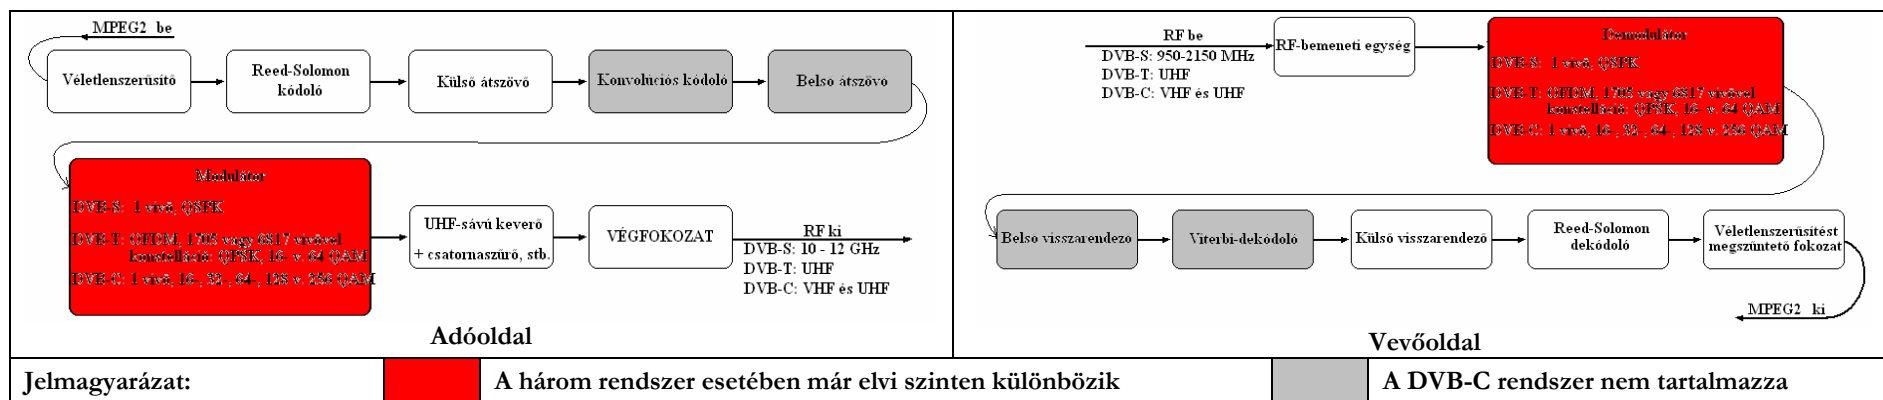 MPEG2 be
Véletlenszerűsítő
Reed-Solomon
kódoló
Külső átszövő
Konvolúciós kódoló
Belső átszövő
Modulátor
DVB-S: 1 vivő, QSPK
DVB-T: OFDM, 1705 vagy 6817 vivővel
konstelláció: QPSK, 16- v. 64 QAM
DVB-C: 1 vivő, 16-, 32-, 64-, 128 v. 256 QAM
UHF-sávú keverő
+ csatornaszűrő, stb.
VÉGFOKOZAT
RF ki
DVB-S: 10 - 12 GHz
DVB-T: UHF
DVB-C: VHF és UHF
Adóoldal
RF be
DVB-S: 950-2150 MHz
DVB-T: UHF
DVB-C: VHF és UHF
RF-bemeneti egység
Demodulátor
DVB-S: 1 vivő, QSPK
DVB-T: OFDM, 1705 vagy 6817 vivővel
konstelláció: QPSK, 16- v. 64 QAM
DVB-C: 1 vivő, 16-, 32-, 64-, 128 v. 256 QAM
Belső visszarendező
Viterbi-dekódoló
Külső visszarendező
Reed-Solomon
dekódoló
Véletlenszerűsítést
megszüntető fokozat
MPEG2 ki
Vevőoldal
Jelmagyarázat:
A három rendszer esetében már elvi szinten különbözik
A DVB-C rendszer nem tartalmazza